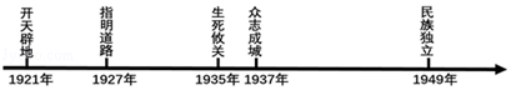 开天辟地
指明道路
生死攸关
众志成城
民族独立
1921年
1927年
1935年
1937年
1949年